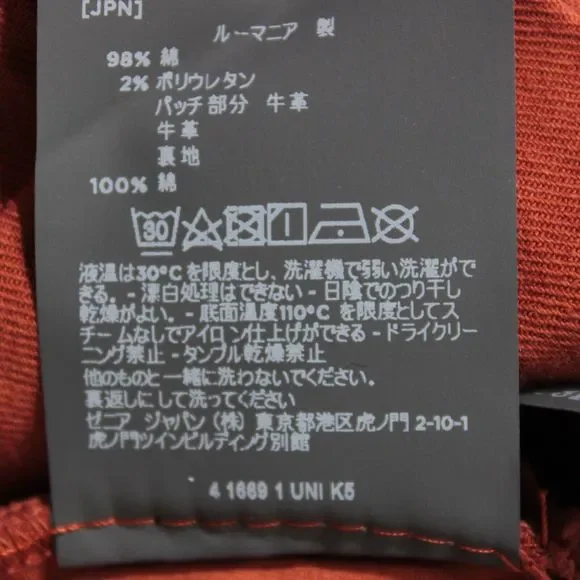 [JPN]
ルーマニア 製
98% 綿
2% ポリウレタン
パッチ部分 牛革
牛革
裏地
100% 綿
30
液温は30°Cを限度とし、洗濯機で弱い洗濯がで
きる。- 漂白処理はできない - 日陰でのつり干し
乾燥がよい。- 底面温度110°Cを限度としてス
チームなしでアイロン仕上げができる - ドライクリー
ニング禁止 - タンブル乾燥禁止
他のものと一緒に洗わないでください。
裏返しにして洗ってください
ゼニア ジャパン (株) 東京都港区虎ノ門 2-10-1
虎ノ門ツインビルディング別館
4 1669 1 UNI K5